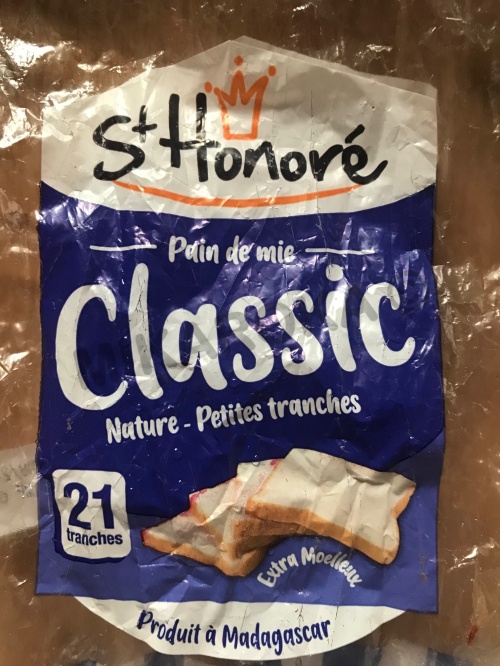 St Honoré
Pain de mie
Classic
Nature - Petites tranches
21
tranches
Extra Moelleux
Produit à Madagascar